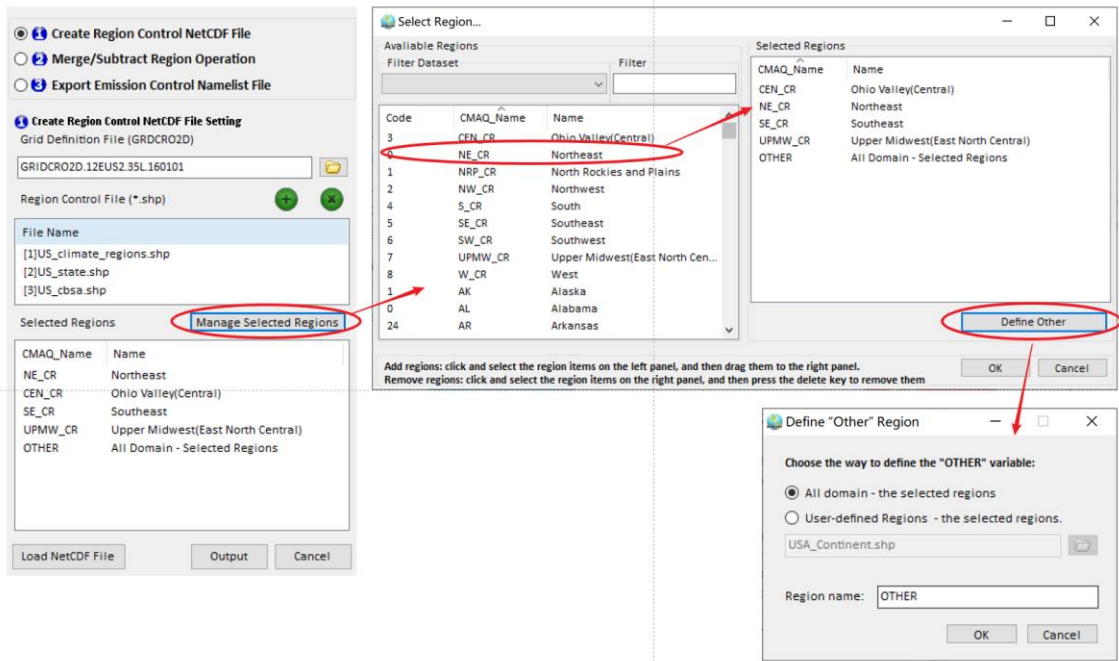 1 Create Region Control NetCDF File
2 Merge/Subtract Region Operation
3 Export Emission Control Namelist File
1 Create Region Control NetCDF File Setting
Grid Definition File (GRDCRO2D)
GRIDCRO2D.12EUS2.35L.160101
Region Control File (*.shp)
File Name
[1]US_climate_regions.shp
[2]US_state.shp
[3]US_cbsa.shp
Selected Regions Manage Selected Regions
CMAQ_Name Name
NE_CR Northeast
CEN_CR Ohio Valley(Central)
SE_CR Southeast
UPMW_CR Upper Midwest(East North Central)
OTHER All Domain - Selected Regions
Load NetCDF File Output Cancel
Select Region...
Avaliable Regions
Filter Dataset Filter
Code CMAQ_Name Name
3 CEN_CR Ohio Valley(Central)
0 NE_CR Northeast
1 NRP_CR North Rockies and Plains
2 NW_CR Northwest
4 S_CR South
5 SE_CR Southeast
6 SW_CR Southwest
7 UPMW_CR Upper Midwest(East North Cen...
8 W_CR West
1 AK Alaska
0 AL Alabama
24 AR Arkansas
Selected Regions
CMAQ_Name Name
CEN_CR Ohio Valley(Central)
NE_CR Northeast
SE_CR Southeast
UPMW_CR Upper Midwest(East North Central)
OTHER All Domain - Selected Regions
Define Other
Add regions: click and select the region items on the left panel, and then drag them to the right panel.
Remove regions: click and select the region items on the right panel, and then press the delete key to remove them
OK Cancel
Define "Other" Region
Choose the way to define the "OTHER" variable:
All domain - the selected regions
User-defined Regions - the selected regions.
USA_Continent.shp
Region name: OTHER
OK Cancel